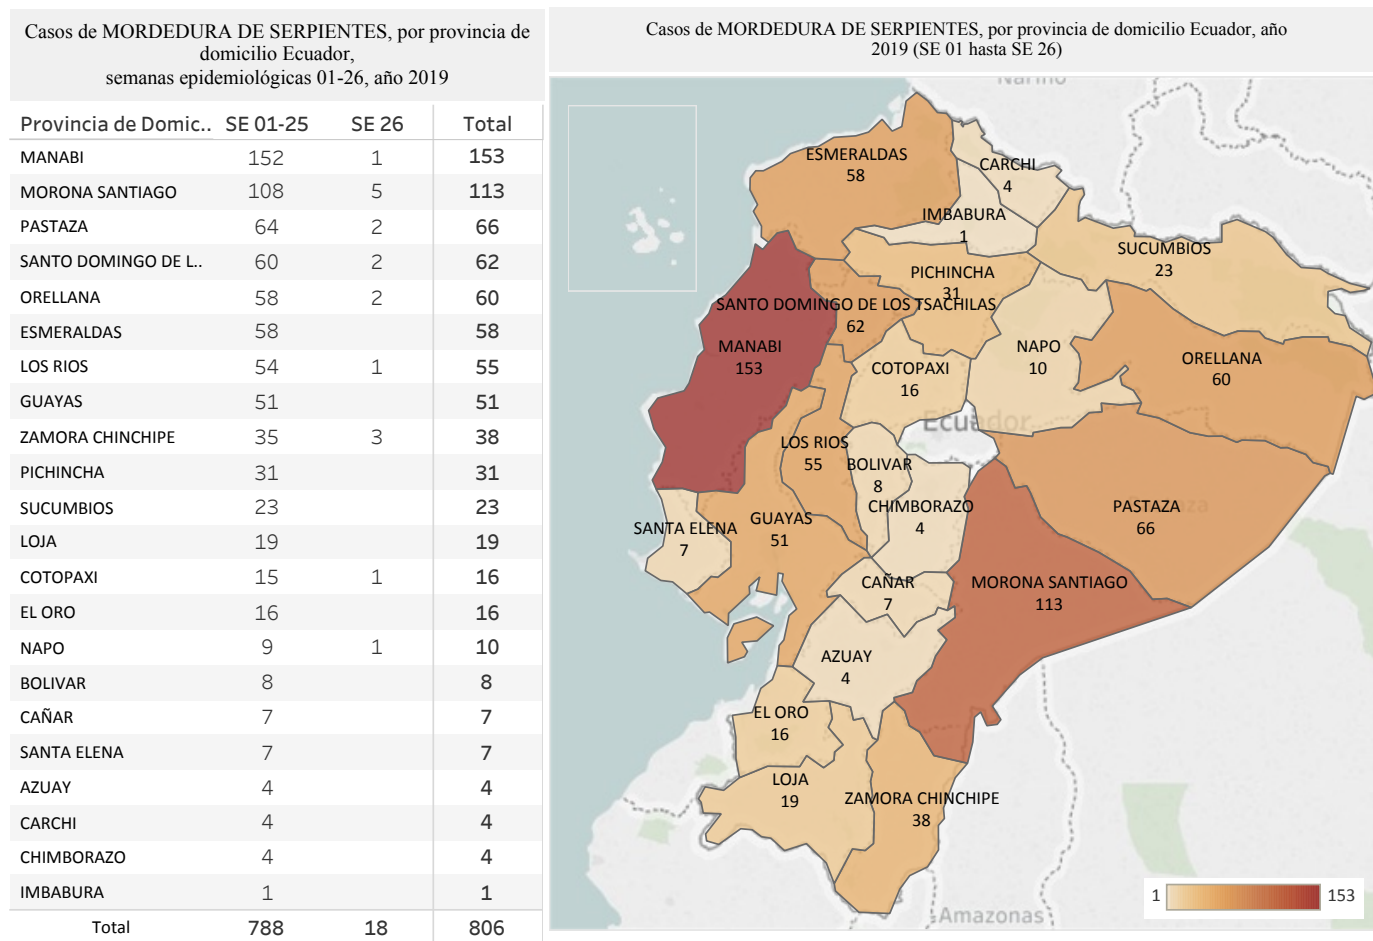 Casos de MORDEDURA DE SERPIENTES, por provincia de
domicilio Ecuador,
semanas epidemiológicas 01-26, año 2019
Provincia de Domic.. SE 01-25 SE 26 Total
MANABI 152 1 153
MORONA SANTIAGO 108 5 113
PASTAZA 64 2 66
SANTO DOMINGO DE L.. 60 2 62
ORELLANA 58 2 60
ESMERALDAS 58 58
LOS RIOS 54 1 55
GUAYAS 51 51
ZAMORA CHINCHIPE 35 3 38
PICHINCHA 31 31
SUCUMBIOS 23 23
LOJA 19 19
COTOPAXI 15 1 16
EL ORO 16 16
NAPO 9 1 10
BOLIVAR 8 8
CAÑAR 7 7
SANTA ELENA 7 7
AZUAY 4 4
CARCHI 4 4
CHIMBORAZO 4 4
IMBABURA 1 1
Total 788 18 806
Casos de MORDEDURA DE SERPIENTES, por provincia de domicilio Ecuador, año
2019 (SE 01 hasta SE 26)
Nariño
ESMERALDAS
58
CARCHI
4
IMBABURA
1
SUCUMBIOS
23
PICHINCHA
31
SANTO DOMINGO DE LOS TSACHILAS
62
MANABI
153
COTOPAXI
16
NAPO
10
ORELLANA
60
Ecuador
LOS RIOS
55
BOLIVAR
8
CHIMBORAZO
4
PASTAZA
66
SANTA ELENA
7
GUAYAS
51
CAÑAR
7
MORONA SANTIAGO
113
AZUAY
4
EL ORO
16
LOJA
19
ZAMORA CHINCHIPE
38
Amazonas
1 153